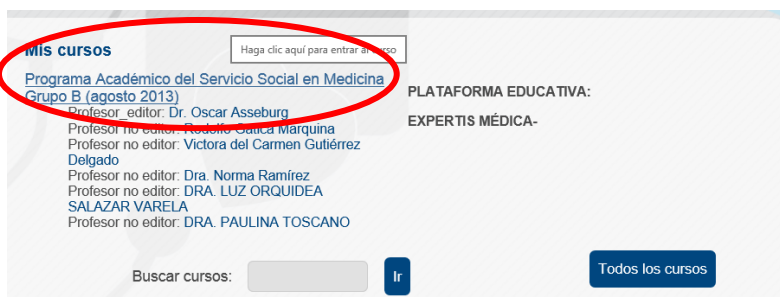 Mis cursos
Haga clic aquí para entrar al curso
Programa Académico del Servicio Social en Medicina
Grupo B (agosto 2013)
Profesor_editor: Dr. Oscar Asseburg
Profesor no editor: Rodolfo Gatica Marquina
Profesor no editor: Victora del Carmen Gutiérrez
Delgado
Profesor no editor: Dra. Norma Ramírez
Profesor no editor: DRA. LUZ ORQUIDEA
SALAZAR VARELA
Profesor no editor: DRA. PAULINA TOSCANO
PLATAFORMA EDUCATIVA:
EXPERTIS MÉDICA-
Buscar cursos:
Ir
Todos los cursos